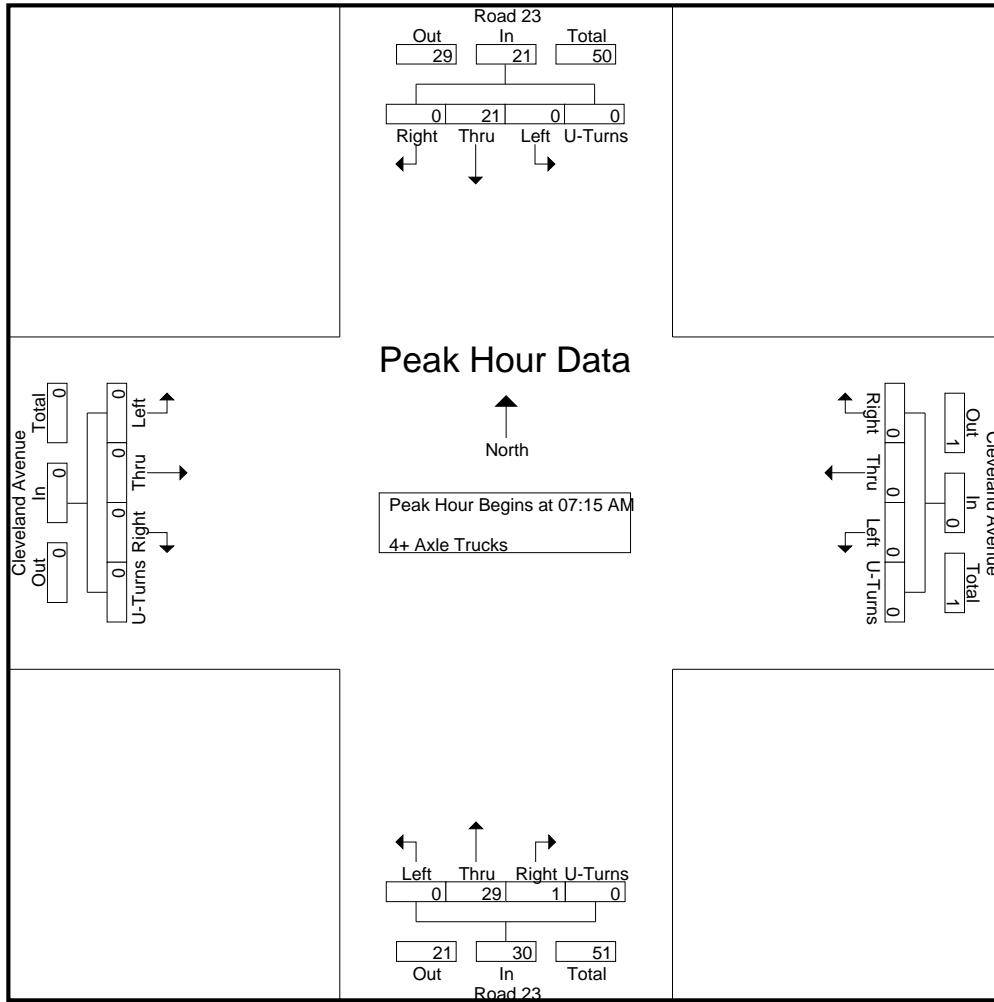 Road 23
Out In Total
29 21 50
0 21 0 0
Right Thru Left U-Turns
Peak Hour Data
North
Peak Hour Begins at 07:15 AM
4+ Axle Trucks
Cleveland Avenue
Total In Out
0 0 0
0 0 0 0
Left Thru Right U-Turns
Cleveland Avenue
Out In Total
1 0 1
0 0 0 0
Right Thru Left U-Turns
Left Thru Right U-Turns
0 29 1 0
21 30 51
Out In Total
Road 23